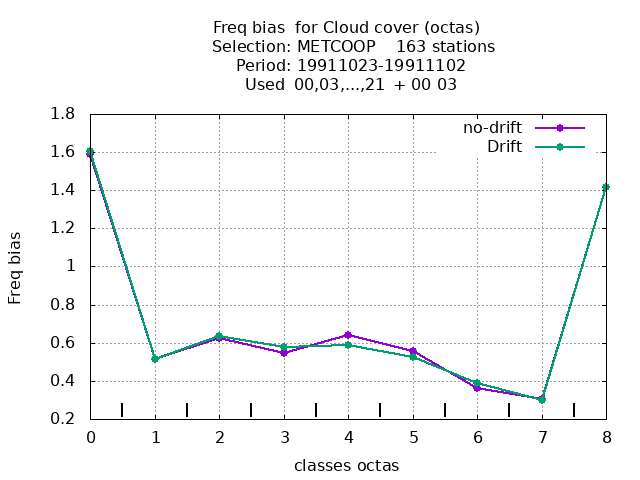 Freq bias  for Cloud cover (octas)
Selection: METCOOP    163 stations
Period: 19911023-19911102
Used  00,03,...,21  + 00 03
no-drift
Drift
1.8
1.6
1.4
1.2
1
0.8
0.6
0.4
0.2
Freq bias
0 1 2 3 4 5 6 7 8
classes octas